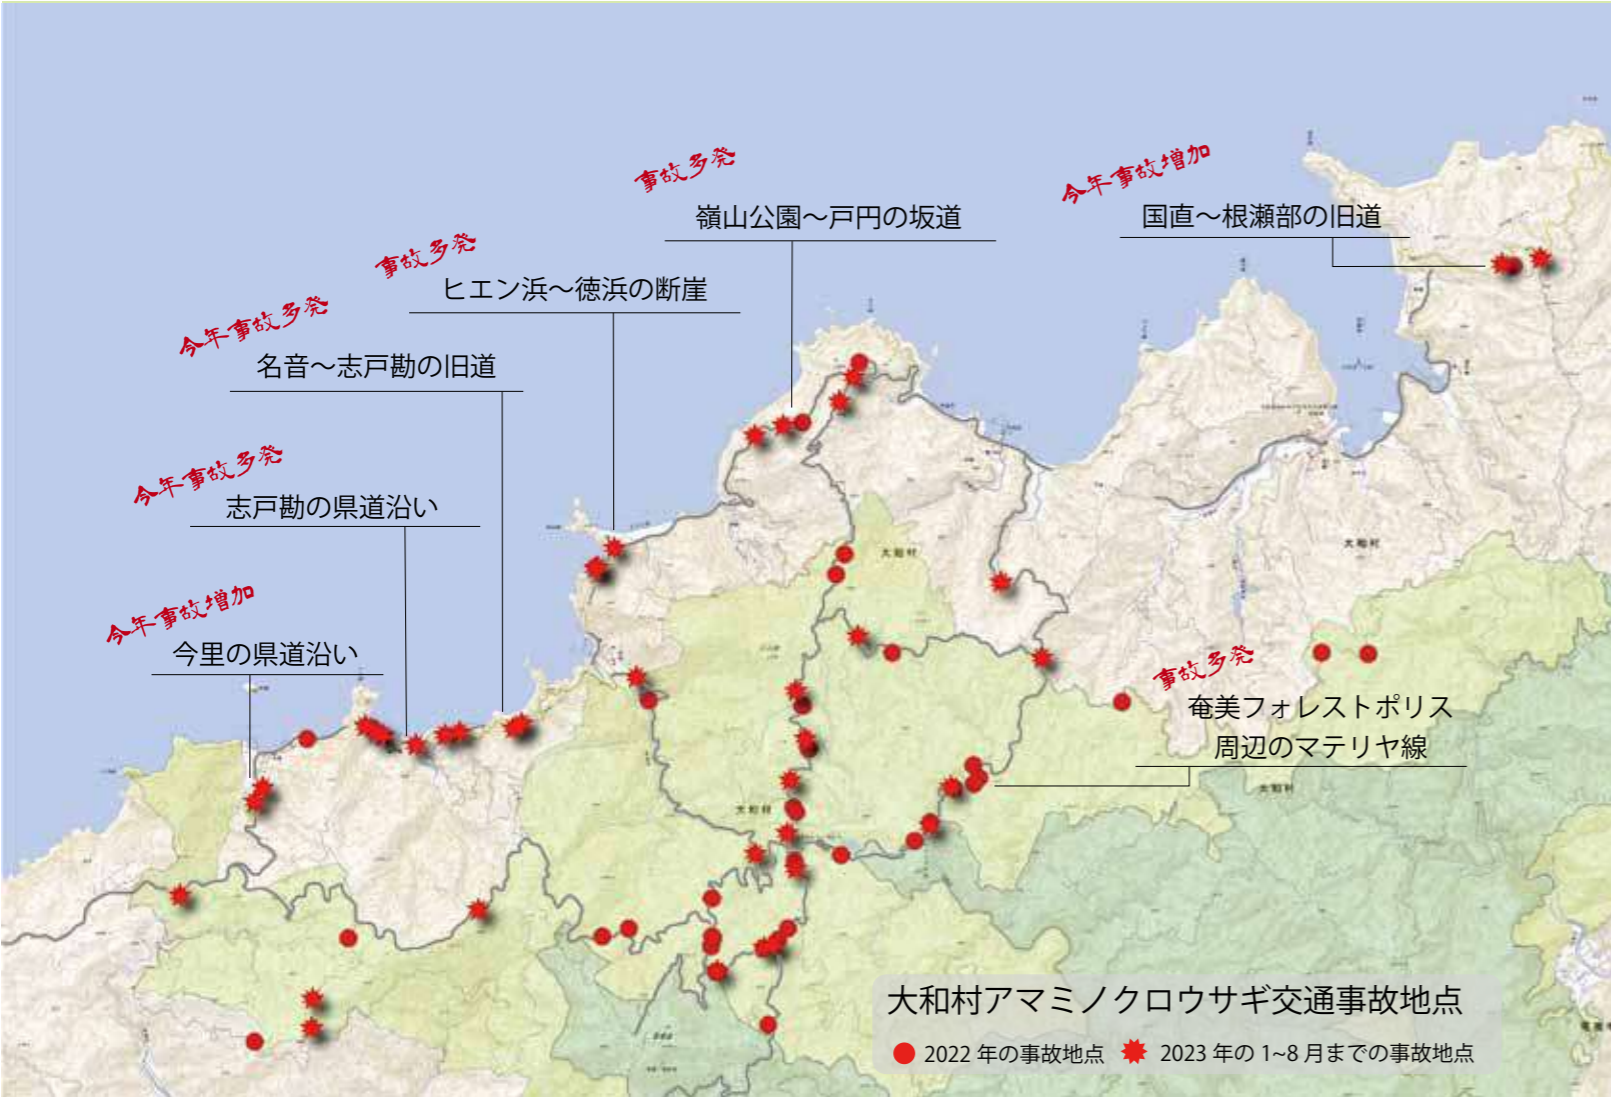 事故多発
嶺山公園～戸円の坂道
今年事故増加
国直～根瀬部の旧道
事故多発
ヒエン浜～徳浜の断崖
今年事故多発
名音～志戸勘の旧道
今年事故多発
志戸勘の県道沿い
今年事故増加
今里の県道沿い
大和村
大和村
事故多発
奄美フォレストポリス
周辺のマテリヤ線
大和村
大和村
大和村アマミノクロウサギ交通事故地点
2022 年の事故地点
2023 年の 1~8 月までの事故地点